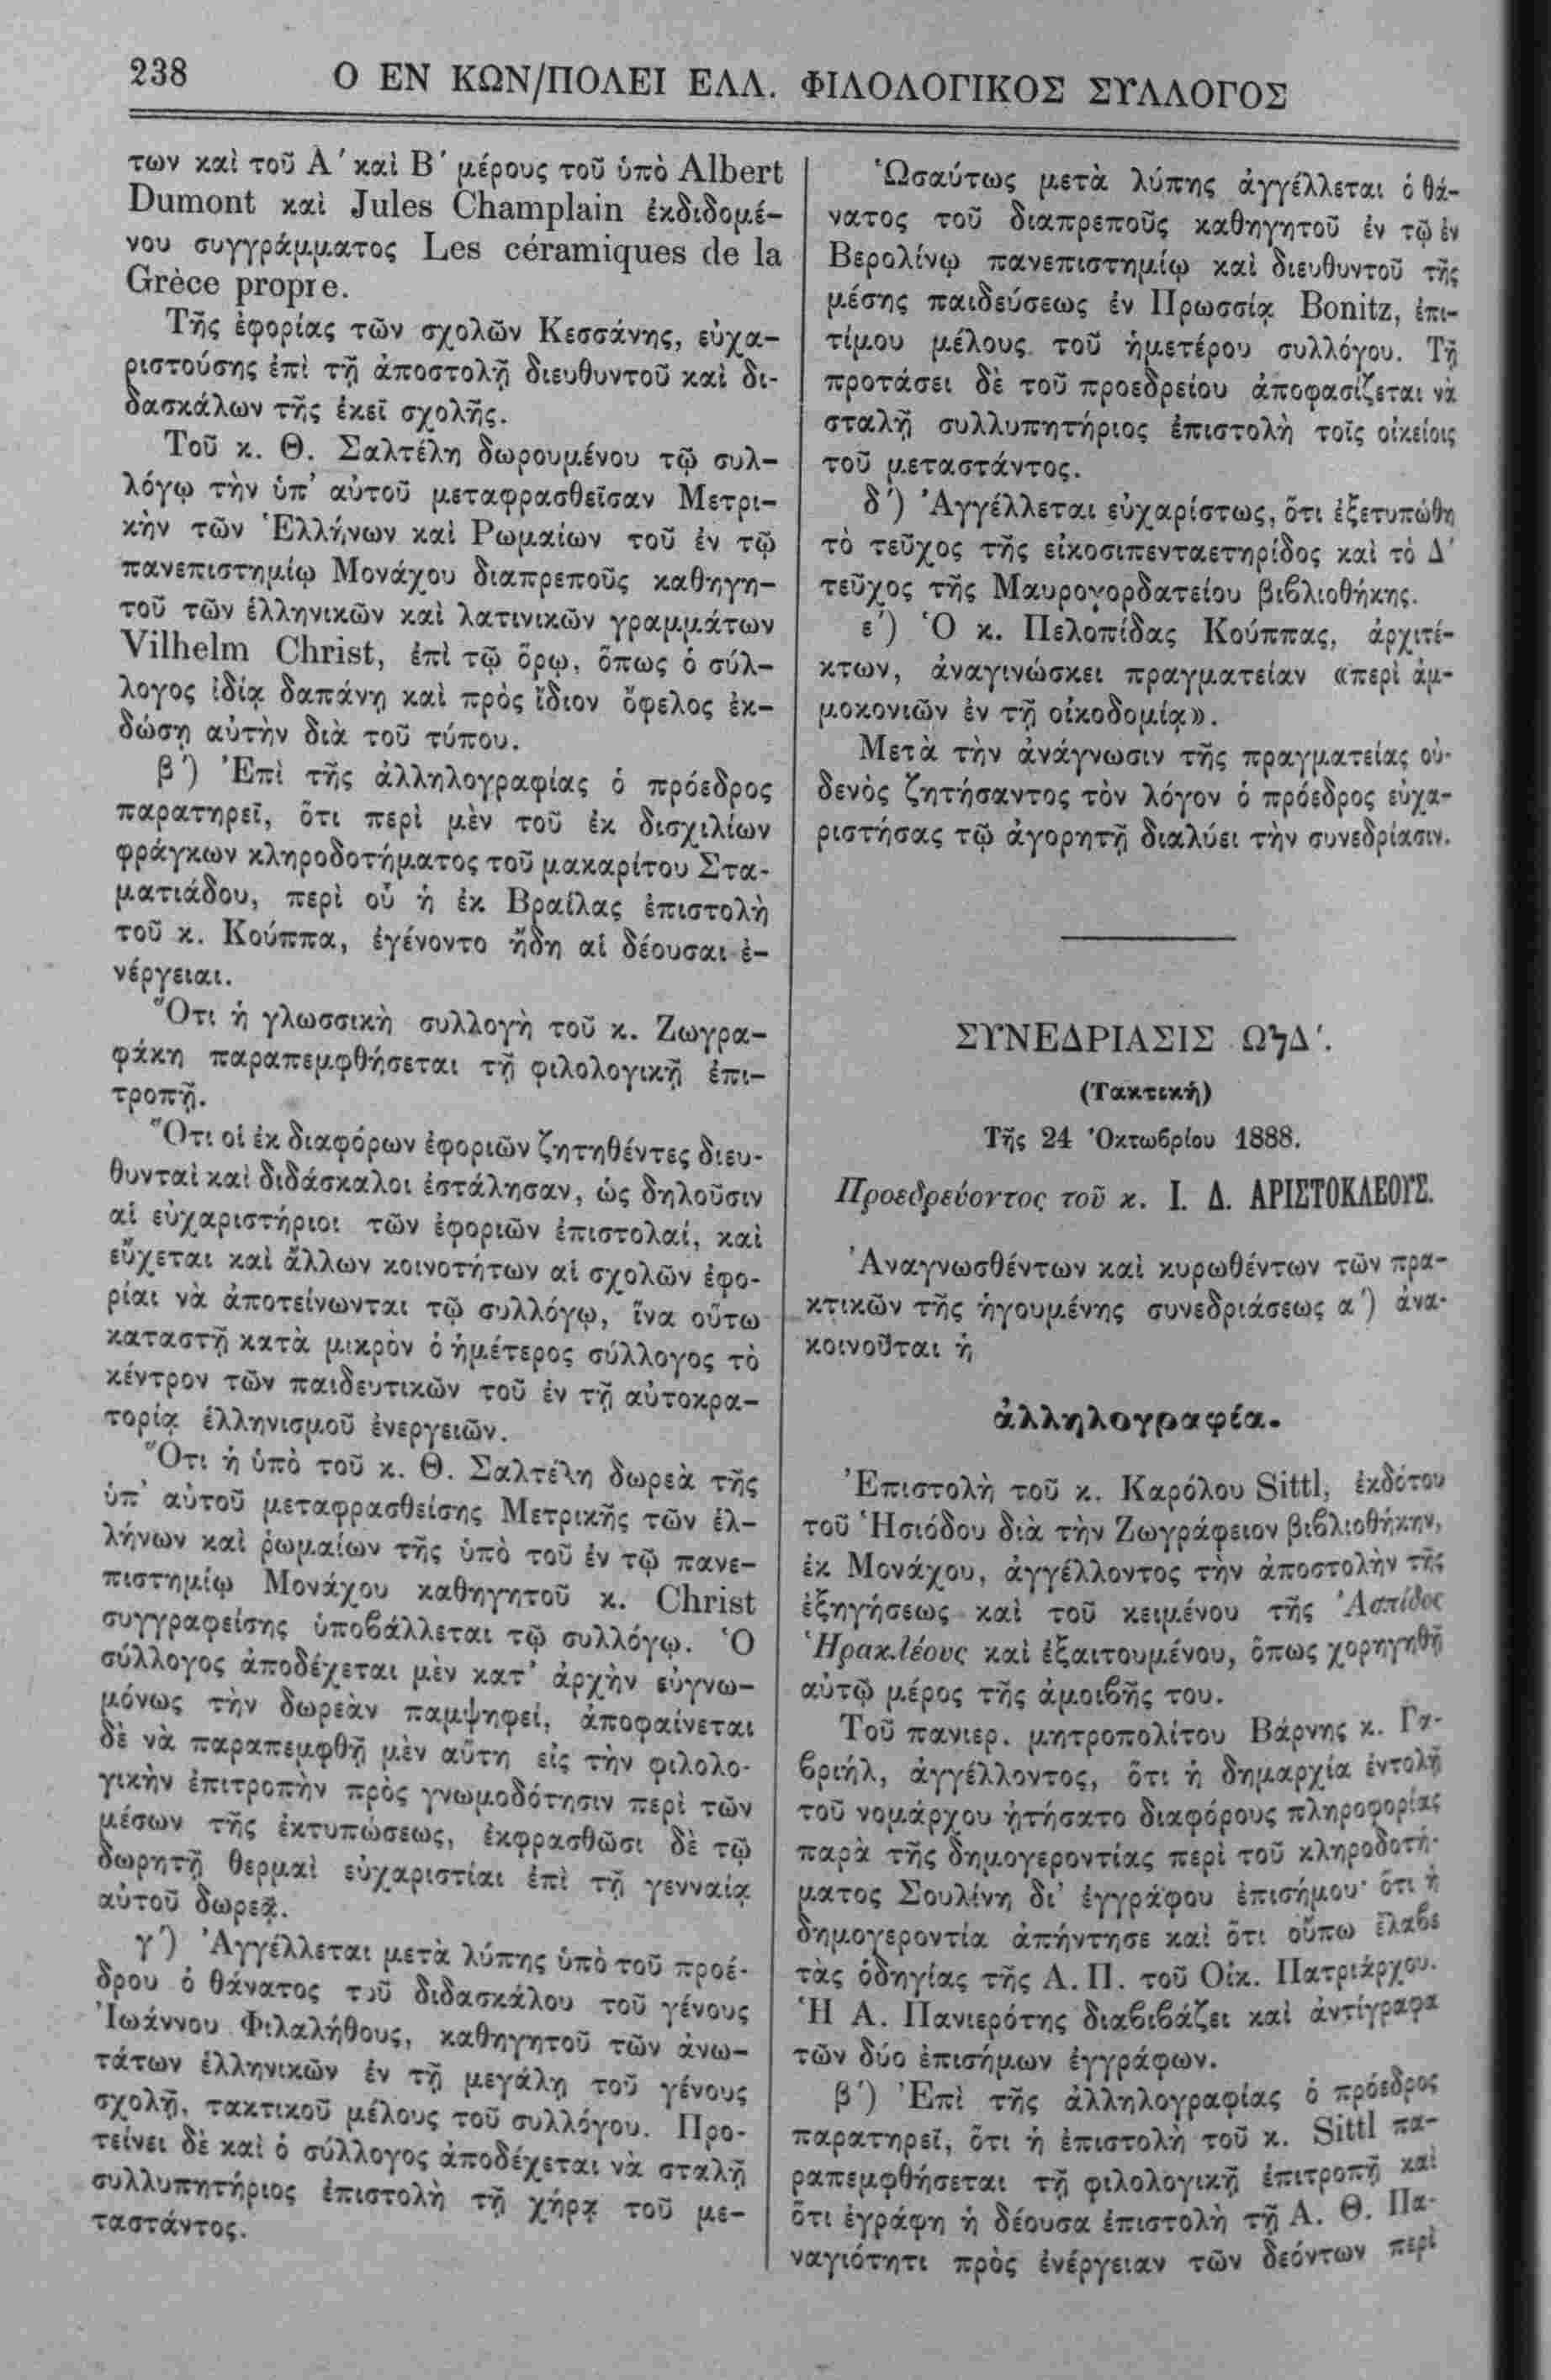 238
Ο ΕΝ ΚΩΝ/ΠΟΛΕΙ ΕΛΛ. ΦΙΛΟΛΟΓΙΚΟΣ ΣΥΛΛΟΓΟΣ
των καὶ τοῦ Α΄ καὶ Β΄ μέρους τοῦ ὑπὸ Albert
Dumont καὶ Jules Champlain ἐκδιδομέ-
νου συγγράμματος Les céramiques de la
Grèce propre.
Τῆς ἐφορίας τῶν σχολῶν Κεσσάνης, εὐχα-
ριστούσης ἐπὶ τῇ ἀποστολῇ διευθυντοῦ καὶ δι-
δασκάλων τῆς ἐκεῖ σχολῆς.
Τοῦ κ. Θ. Σαλτέλη δωρουμένου τῷ συλ-
λόγῳ τὴν ὑπ' αὐτοῦ μεταφρασθεῖσαν Μετρι-
κὴν τῶν Ἑλλήνων καὶ Ρωμαίων τοῦ ἐν τῷ
πανεπιστημίῳ Μονάχου διαπρεποῦς καθηγη-
τοῦ τῶν ἑλληνικῶν καὶ λατινικῶν γραμμάτων
Vilhelm Christ, ἐπὶ τῷ ὅρῳ, ὅπως ὁ σύλ-
λογος ἰδίᾳ δαπάνῃ καὶ πρὸς ἴδιον ὄφελος ἐκ-
δώσῃ αὐτὴν διὰ τοῦ τύπου.
β΄) Ἐπὶ τῆς ἀλληλογραφίας ὁ πρόεδρος
παρατηρεῖ, ὅτι περὶ μὲν τοῦ ἐκ δισχιλίων
φράγκων κληροδοτήματος τοῦ μακαρίτου Στα-
ματιάδου, περὶ οὗ ἡ ἐκ Βραΐλας ἐπιστολὴ
τοῦ κ. Κούππα, ἐγένοντο ἤδη αἱ δέουσαι ἐ-
νέργειαι.
Ὅτι ἡ γλωσσικὴ συλλογὴ τοῦ κ. Ζωγρα-
φάκη παραπεμφθήσεται τῇ φιλολογικῇ ἐπι-
τροπῇ.
Ὅτι οἱ ἐκ διαφόρων ἐφοριῶν ζητηθέντες διευ-
θυνταὶ καὶ διδάσκαλοι ἐστάλησαν, ὡς δηλοῦσιν
αἱ εὐχαριστήριοι τῶν ἐφοριῶν ἐπιστολαί, καὶ
εὔχεται καὶ ἄλλων κοινοτήτων αἱ σχολῶν ἐφο-
ρίαι νὰ ἀποτείνωνται τῷ συλλόγῳ, ἵνα οὕτω
καταστῇ κατὰ μικρὸν ὁ ἡμέτερος σύλλογος τὸ
κέντρον τῶν παιδευτικῶν τοῦ ἐν τῇ αὐτοκρα-
τορίᾳ ἑλληνισμοῦ ἐνεργειῶν.
Ὅτι ἡ ὑπὸ τοῦ κ. Θ. Σαλτέλη δωρεὰ τῆς
ὑπ' αὐτοῦ μεταφρασθείσης Μετρικῆς τῶν ἑλ-
λήνων καὶ ῥωμαίων τῆς ὑπὸ τοῦ ἐν τῷ πανε-
πιστημίῳ Μονάχου καθηγητοῦ κ. Christ
συγγραφείσης ὑποβάλλεται τῷ συλλόγῳ. Ὁ
σύλλογος ἀποδέχεται μὲν κατ' ἀρχὴν εὐγνω-
μόνως τὴν δωρεὰν παμψηφεί, ἀποφαίνεται
δὲ νὰ παραπεμφθῇ μὲν αὕτη εἰς τὴν φιλολο-
γικὴν ἐπιτροπὴν πρὸς γνωμοδότησιν περὶ τῶν
μέσων τῆς ἐκτυπώσεως, ἐκφρασθῶσι δὲ τῷ
δωρητῇ θερμαὶ εὐχαριστίαι ἐπὶ τῇ γενναίᾳ
αὐτοῦ δωρεᾷ.
γ΄) Ἀγγέλλεται μετὰ λύπης ὑπὸ τοῦ προέ-
δρου ὁ θάνατος τοῦ διδασκάλου τοῦ γένους
Ἰωάννου Φιλαλήθους, καθηγητοῦ τῶν ἀνω-
τάτων ἑλληνικῶν ἐν τῇ μεγάλῃ τοῦ γένους
σχολῇ, τακτικοῦ μέλους τοῦ συλλόγου. Προ-
τείνει δὲ καὶ ὁ σύλλογος ἀποδέχεται νὰ σταλῇ
συλλυπητήριος ἐπιστολὴ τῇ χήρᾳ τοῦ με-
ταστάντος.
Ὡσαύτως μετὰ λύπης ἀγγέλλεται ὁ θά-
νατος τοῦ διαπρεποῦς καθηγητοῦ ἐν τῷ ἐν
Βερολίνῳ πανεπιστημίῳ καὶ διευθυντοῦ τῆς
μέσης παιδεύσεως ἐν Πρωσσίᾳ Bonitz, ἐπι-
τίμου μέλους τοῦ ἡμετέρου συλλόγου. Τῇ
προτάσει δὲ τοῦ προεδρείου ἀποφασίζεται νὰ
σταλῇ συλλυπητήριος ἐπιστολὴ τοῖς οἰκείοις
τοῦ μεταστάντος.
δ΄) Ἀγγέλλεται εὐχαρίστως, ὅτι ἐξετυπώθη
τὸ τεῦχος τῆς εἰκοσιπενταετηρίδος καὶ τὸ Δ΄
τεῦχος τῆς Μαυρογορδατείου βιβλιοθήκης.
ε΄) Ὁ κ. Πελοπίδας Κούππας, ἀρχιτέ-
κτων, ἀναγινώσκει πραγματείαν «περὶ ἀμ-
μοκονιῶν ἐν τῇ οἰκοδομίᾳ».
Μετὰ τὴν ἀνάγνωσιν τῆς πραγματείας οὐ-
δενὸς ζητήσαντος τὸν λόγον ὁ πρόεδρος εὐχα-
ριστήσας τῷ ἀγορητῇ διαλύει τὴν συνεδρίασιν.
ΣΥΝΕΔΡΙΑΣΙΣ ΩϞΔ΄.
(Τακτική)
Τῆς 24 Ὀκτωβρίου 1888.
Προεδρεύοντος τοῦ κ. Ι. Δ. ΑΡΙΣΤΟΚΛΕΟΥΣ.
Ἀναγνωσθέντων καὶ κυρωθέντων τῶν πρα-
κτικῶν τῆς ἡγουμένης συνεδριάσεως α΄) ἀνα-
κοινοῦται ἡ
ἀλληλογραφία.
Ἐπιστολὴ τοῦ κ. Καρόλου Sittl, ἐκδότου
τοῦ Ἡσιόδου διὰ τὴν Ζωγράφειον βιβλιοθήκην,
ἐκ Μονάχου, ἀγγέλλοντος τὴν ἀποστολὴν τῆς
ἐξηγήσεως καὶ τοῦ κειμένου τῆς Ἀσπίδος
Ἡρακλέους καὶ ἐξαιτουμένου, ὅπως χορηγηθῇ
αὐτῷ μέρος τῆς ἀμοιβῆς του.
Τοῦ πανιερ. μητροπολίτου Βάρνης κ. Γα-
βριήλ, ἀγγέλλοντος, ὅτι ἡ δημαρχία ἐντολῇ
τοῦ νομάρχου ᾐτήσατο διαφόρους πληροφορίας
παρὰ τῆς δημογεροντίας περὶ τοῦ κληροδοτή-
ματος Σουλίνη δι' ἐγγράφου ἐπισήμου· ὅτι ἡ
δημογεροντία ἀπήντησε καὶ ὅτι οὔπω ἔλαβε
τὰς ὁδηγίας τῆς Α. Π. τοῦ Οἰκ. Πατριάρχου.
Ἡ Α. Πανιερότης διαβιβάζει καὶ ἀντίγραφα
τῶν δύο ἐπισήμων ἐγγράφων.
β΄) Ἐπὶ τῆς ἀλληλογραφίας ὁ πρόεδρος
παρατηρεῖ, ὅτι ἡ ἐπιστολὴ τοῦ κ. Sittl πα-
ραπεμφθήσεται τῇ φιλολογικῇ ἐπιτροπῇ καὶ
ὅτι ἐγράφη ἡ δέουσα ἐπιστολὴ τῇ Α. Θ. Πα-
ναγιότητι πρὸς ἐνέργειαν τῶν δεόντων περὶ